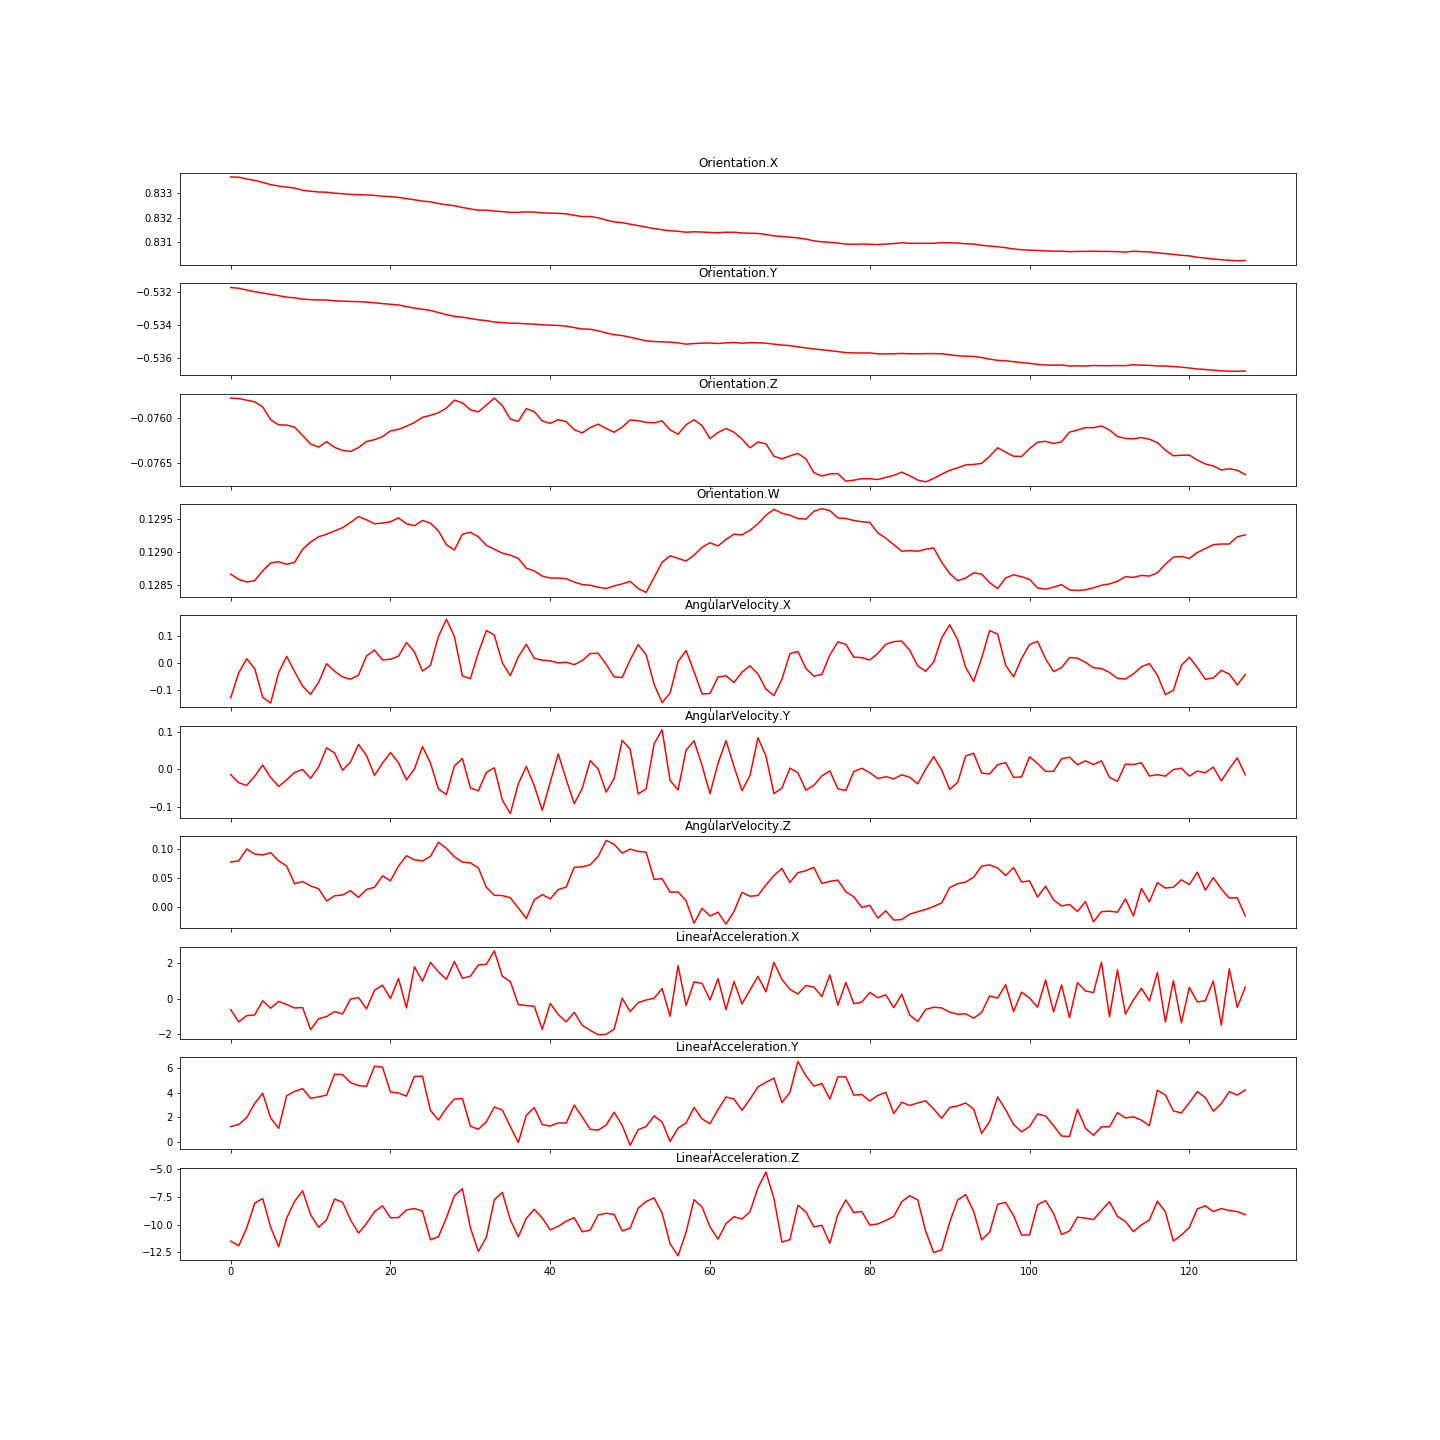 Orientation.X
0.833
0.832
0.831
Orientation.Y
−0.532
−0.534
−0.536
Orientation.Z
−0.0760
−0.0765
Orientation.W
0.1295
0.1290
0.1285
AngularVelocity.X
0.1
0.0
−0.1
AngularVelocity.Y
0.1
0.0
−0.1
AngularVelocity.Z
0.10
0.05
0.00
LinearAcceleration.X
2
0
−2
LinearAcceleration.Y
6
4
2
0
LinearAcceleration.Z
−5.0
−7.5
−10.0
−12.5
0 20 40 60 80 100 120